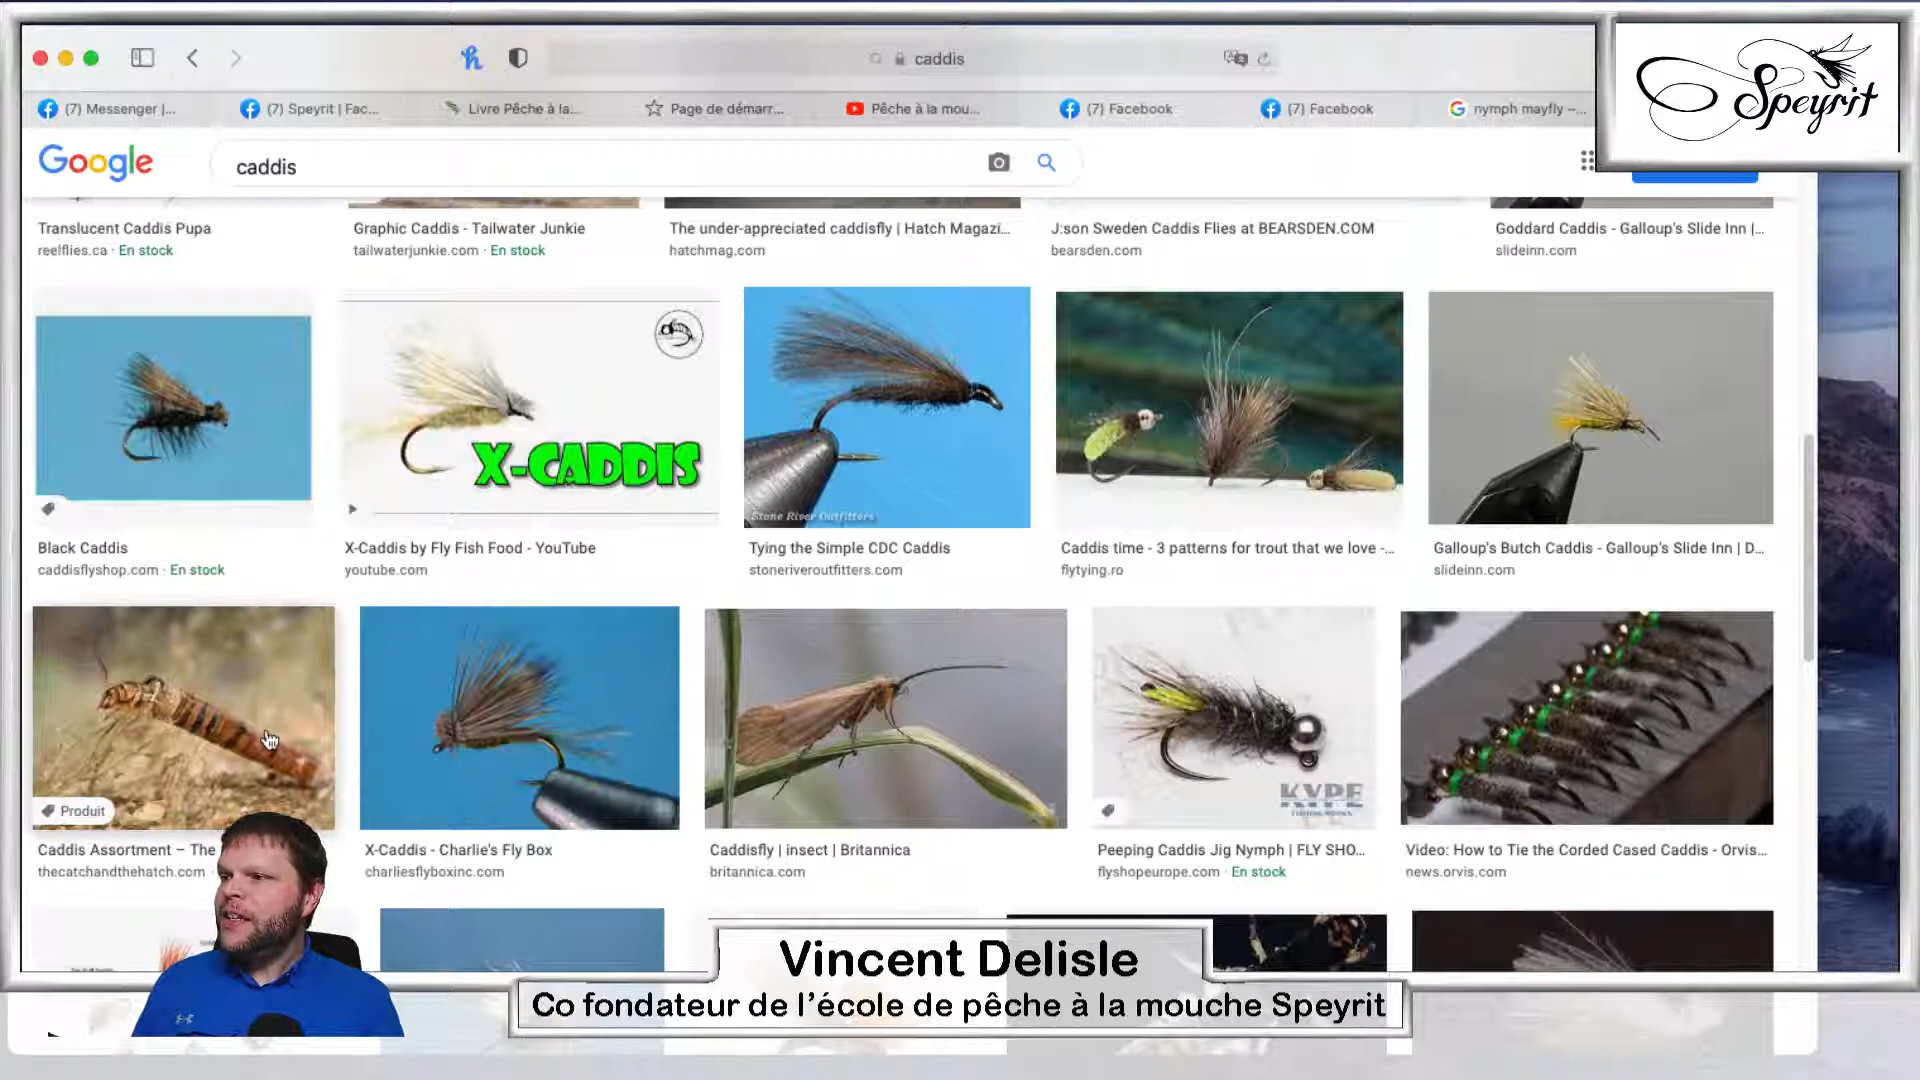 caddis
(7) Messenger |...
(7) Speyrit | Fac...
Livre Pêche à la...
Page de démarr...
Pêche à la mou...
(7) Facebook
(7) Facebook
nymph mayfly –...
Speyrit
Google
caddis
Translucent Caddis Pupa
reelflies.ca · En stock
Graphic Caddis - Tailwater Junkie
tailwaterjunkie.com · En stock
The under-appreciated caddisfly | Hatch Magazi...
hatchmag.com
J:son Sweden Caddis Flies at BEARSDEN.COM
bearsden.com
Goddard Caddis - Galloup's Slide Inn |...
slideinn.com
X-CADDIS
Stone River Outfitters
Black Caddis
caddisflyshop.com · En stock
X-Caddis by Fly Fish Food - YouTube
youtube.com
Tying the Simple CDC Caddis
stoneriveroutfitters.com
Caddis time - 3 patterns for trout that we love -...
flytying.ro
Galloup's Butch Caddis - Galloup's Slide Inn | D...
slideinn.com
Produit
KYPE
Caddis Assortment – The
thecatchandthehatch.com ·
X-Caddis - Charlie's Fly Box
charliesflyboxinc.com
Caddisfly | insect | Britannica
britannica.com
Peeping Caddis Jig Nymph | FLY SHO...
flyshopeurope.com · En stock
Video: How to Tie the Corded Cased Caddis - Orvis...
news.orvis.com
Vincent Delisle
Co fondateur de l'école de pêche à la mouche Speyrit